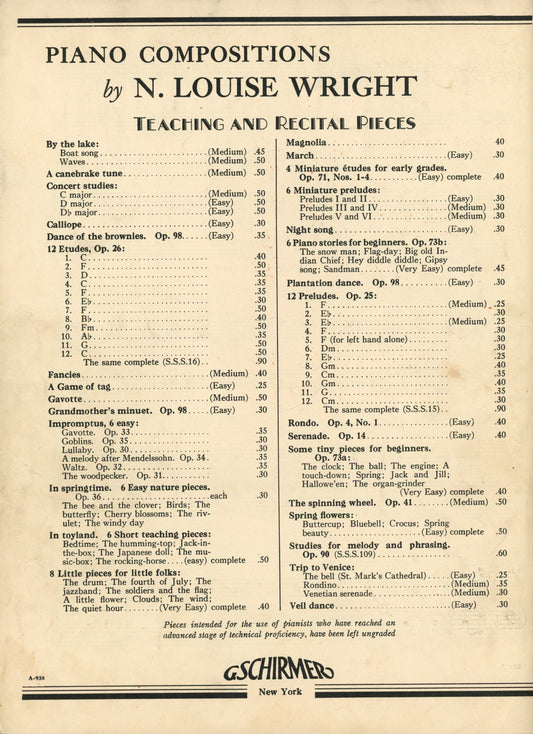 PIANO COMPOSITIONS
by N. LOUISE WRIGHT
TEACHING AND RECITAL PIECES
By the lake:
Boat song (Medium) .45
Waves (Medium) .50
A canebrake tune (Medium) .50
Concert studies:
C major (Medium) .50
D major (Easy) .50
D♭ major (Easy) .50
Calliope (Easy) .30
Dance of the brownies. Op. 98 (Easy) .35
12 Etudes, Op. 26:
1. C .40
2. F .50
3. D .35
4. C .35
5. F .35
6. E♭ .30
7. F .50
8. B♭ .40
9. Fm .50
10. A♭ .35
11. G .50
12. C .50
The same complete (S.S.S.16) .90
Fancies (Medium) .40
A Game of tag (Easy) .25
Gavotte (Medium) .50
Grandmother's minuet. Op. 98 (Easy) .30
Impromptus, 6 easy:
Gavotte. Op. 33 .35
Goblins. Op. 35 .30
Lullaby. Op. 30 .30
A melody after Mendelssohn. Op. 34 .35
Waltz. Op. 32 .35
The woodpecker. Op. 31 .30
In springtime. 6 Easy nature pieces.
Op. 36 each .30
The bee and the clover; Birds; The
butterfly; Cherry blossoms; The riv-
ulet; The windy day
In toyland. 6 Short teaching pieces:
Bedtime; The humming-top; Jack-in-
the-box; The Japanese doll; The mu-
sic-box; The rocking-horse (easy) complete .50
8 Little pieces for little folks:
The drum; The fourth of July; The
jazzband; The soldiers and the flag;
A little flower; Clouds; The wind;
The quiet hour (Very Easy) complete .40
Magnolia 40
March (Easy) .30
4 Miniature études for early grades.
Op. 71, Nos. 1-4 (Easy) complete .40
6 Miniature preludes:
Preludes I and II (Easy) .30
Preludes III and IV (Medium) .30
Preludes V and VI (Medium) .30
Night song (Easy) .30
6 Piano stories for beginners. Op. 73b:
The snow man; Flag-day; Big old In-
dian Chief; Hey diddle diddle; Gipsy
song; Sandman (Very Easy) complete .45
Plantation dance. Op. 98 (Easy) .30
12 Preludes. Op. 25:
1. F (Medium) .25
2. E♭ .30
3. E♭ (Medium) .25
4. F .30
5. F (for left hand alone) .30
6. Dm .30
7. E♭ .25
8. Gm .40
9. Cm .35
10. Gm .40
11. G .35
12. Cm .30
The same complete (S.S.S.15) .90
Rondo. Op. 4, No. 1 (Easy) .40
Serenade. Op. 14 (Easy) .40
Some tiny pieces for beginners.
Op. 73a:
The clock; The ball; The engine; A
touch-down; Spring; Jack and Jill;
Hallowe'en; The organ-grinder
(Very Easy) complete .40
The spinning wheel. Op. 41 (Medium) .50
Spring flowers:
Buttercup; Bluebell; Crocus; Spring
beauty (Easy) complete .50
Studies for melody and phrasing.
Op. 90 (S.S.S.109) .60
Trip to Venice:
The bell (St. Mark's Cathedral) (Easy) .25
Rondino (Medium) .35
Venetian serenade (Medium) .30
Veil dance (Easy) .30
Pieces intended for the use of pianists who have reached an
advanced stage of technical proficiency, have been left ungraded
G. SCHIRMER
New York
A-938